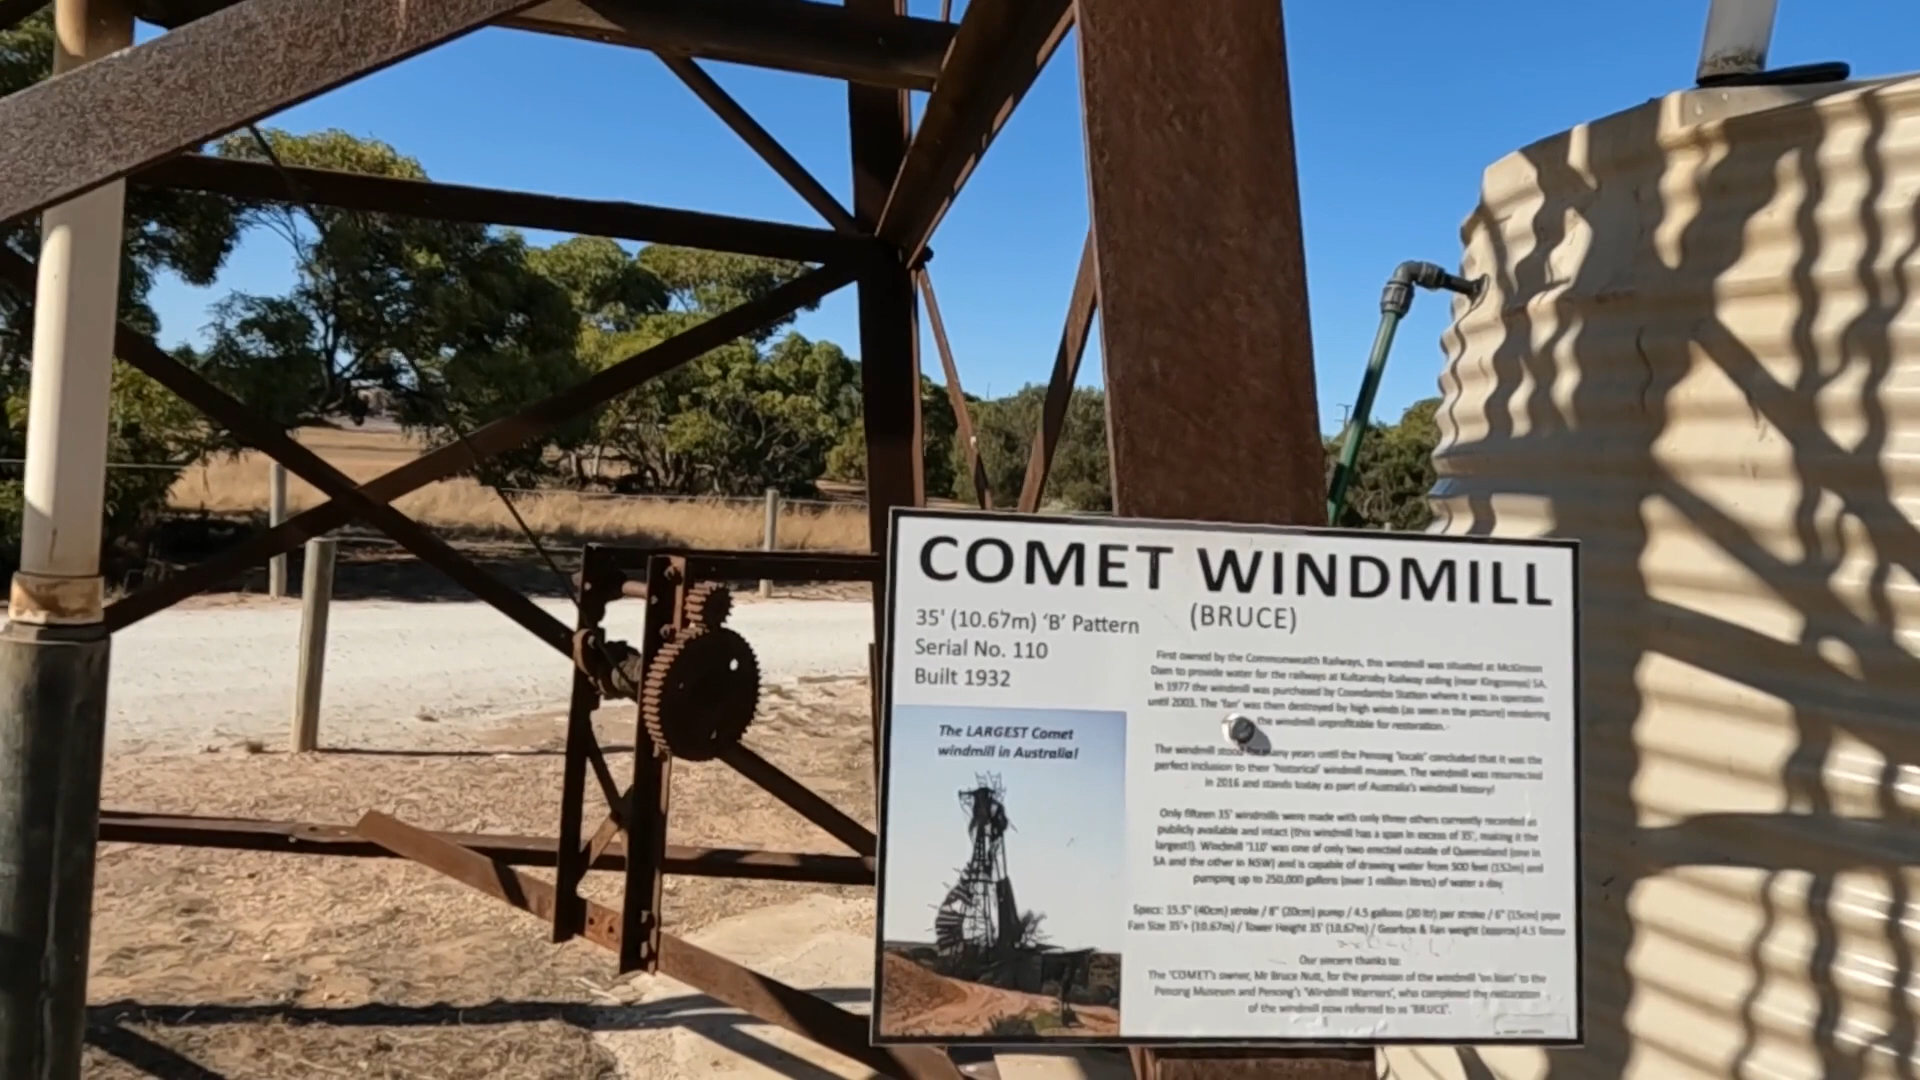 COMET WINDMILL
(BRUCE)
35' (10.67m) ‘B’ Pattern
Serial No. 110
Built 1932
The LARGEST Comet
windmill in Australia!
First owned by the Commonwealth Railways, this windmill was situated at
Dam to provide water for the railways at Kultanaby Railway siding (near Kingoonya) SA.
In 1977 the windmill was purchased by Coondambo Station where it was in operation
until 2003. The 'fan' was then destroyed by high winds (as seen in the picture) rendering
the windmill unprofitable for restoration.
The windmill stood for many years until the Penong 'locals' concluded that it was the
perfect inclusion to their 'historical' windmill museum. The windmill was resurrected
in 2016 and stands today as part of Australia's windmill history!
Only fifteen 35' windmills were made with only three others currently recorded as
publicly available and intact (this windmill has a span in excess of 35', making it the
largest!). Windmill '110' was one of only two erected outside of Queensland (one in
SA and the other in NSW) and is capable of drawing water from 500 feet (152m) and
pumping up to 250,000 gallons (over 1 million litres) of water a day.
Specs: 15.5" (40cm) stroke / 8" (20cm) pump / 4.5 gallons (20 ltr) per stroke / 6" (15cm) pipe
Fan Size 35'+ (10.67m) / Tower Height 35' (10.67m) / Gearbox & Fan weight (approx) 4.5 Tonne
Our sincere thanks to:
The 'COMET's owner, Mr Bruce Nutt, for the provision of the windmill 'on loan' to the
Penong Museum and Penong's 'Windmill Warriors', who completed the restoration
of the windmill now referred to as 'BRUCE'.